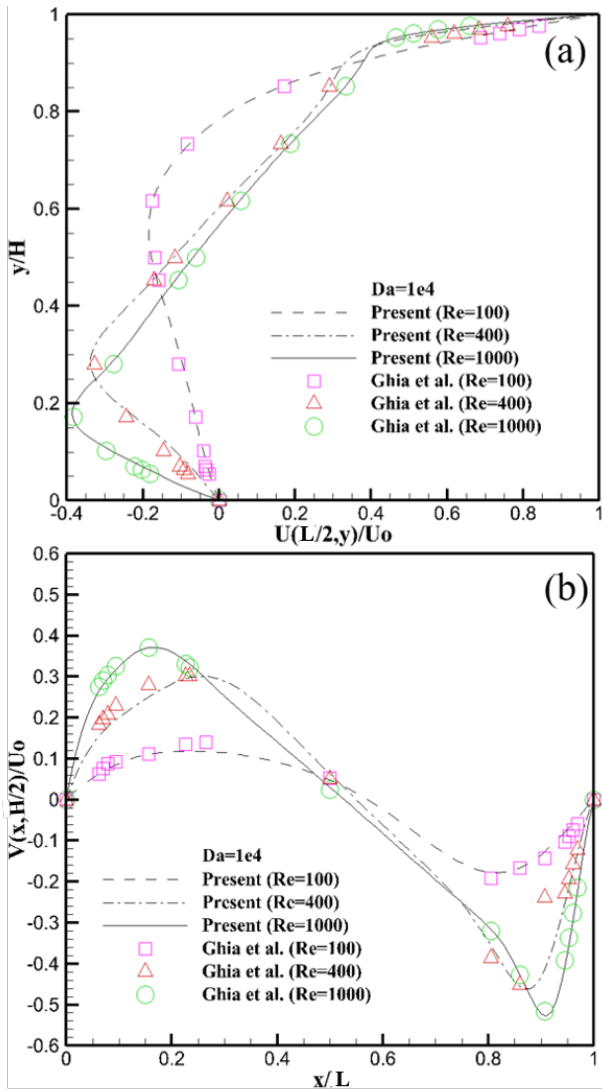 (a)
1
0.8
0.6
0.4
0.2
0
y/H
Da=1e4
Present (Re=100)
Present (Re=400)
Present (Re=1000)
Ghia et al. (Re=100)
Ghia et al. (Re=400)
Ghia et al. (Re=1000)
-0.4 -0.2 0 0.2 0.4 0.6 0.8 1
U(L/2,y)/Uo
(b)
0.6
0.5
0.4
0.3
0.2
0.1
0
-0.1
-0.2
-0.3
-0.4
-0.5
-0.6
V(x,H/2)/Uo
Da=1e4
Present (Re=100)
Present (Re=400)
Present (Re=1000)
Ghia et al. (Re=100)
Ghia et al. (Re=400)
Ghia et al. (Re=1000)
0 0.2 0.4 0.6 0.8 1
x/L